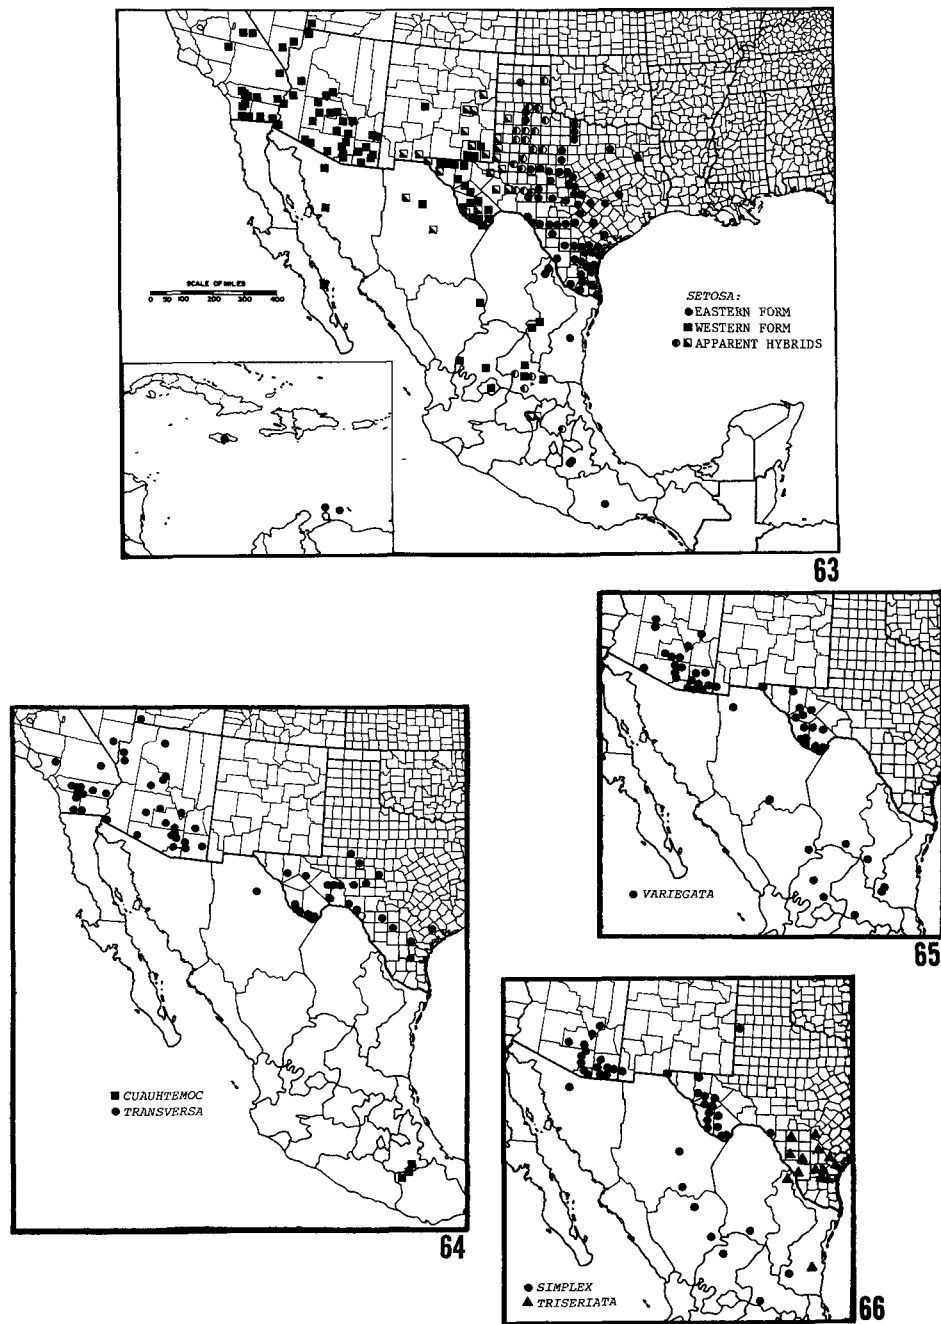 SCALE OF MILES
0 50 100 200 300 400
SETOSA:
EASTERN FORM
WESTERN FORM
APPARENT HYBRIDS
63
VARIEGATA
65
CUAUHTEMOC
TRANSVERSA
64
SIMPLEX
TRISERIATA
66